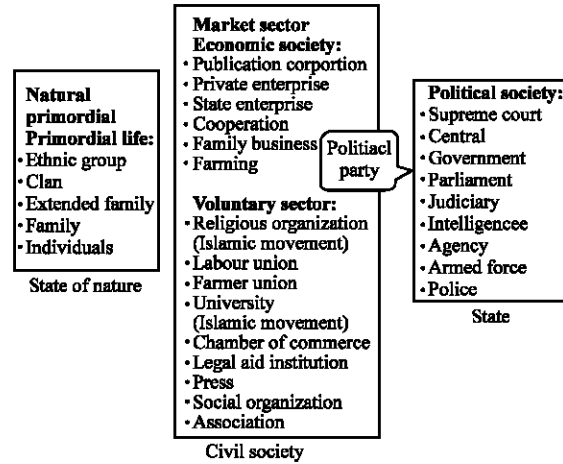 Natural
primordial
Primordial life:
• Ethnic group
• Clan
• Extended family
• Family
• Individuals
State of nature
Market sector
Economic society:
• Publication corportion
• Private enterprise
• State enterprise
• Cooperation
• Family business
• Farming
Voluntary sector:
• Religious organization
(Islamic movement)
• Labour union
• Farmer union
• University
(Islamic movement)
• Chamber of commerce
• Legal aid institution
• Press
• Social organization
• Association
Civil society
Politiacl
party
Political society:
• Supreme court
• Central
• Government
• Parliament
• Judiciary
• Intelligencee
• Agency
• Armed force
• Police
State